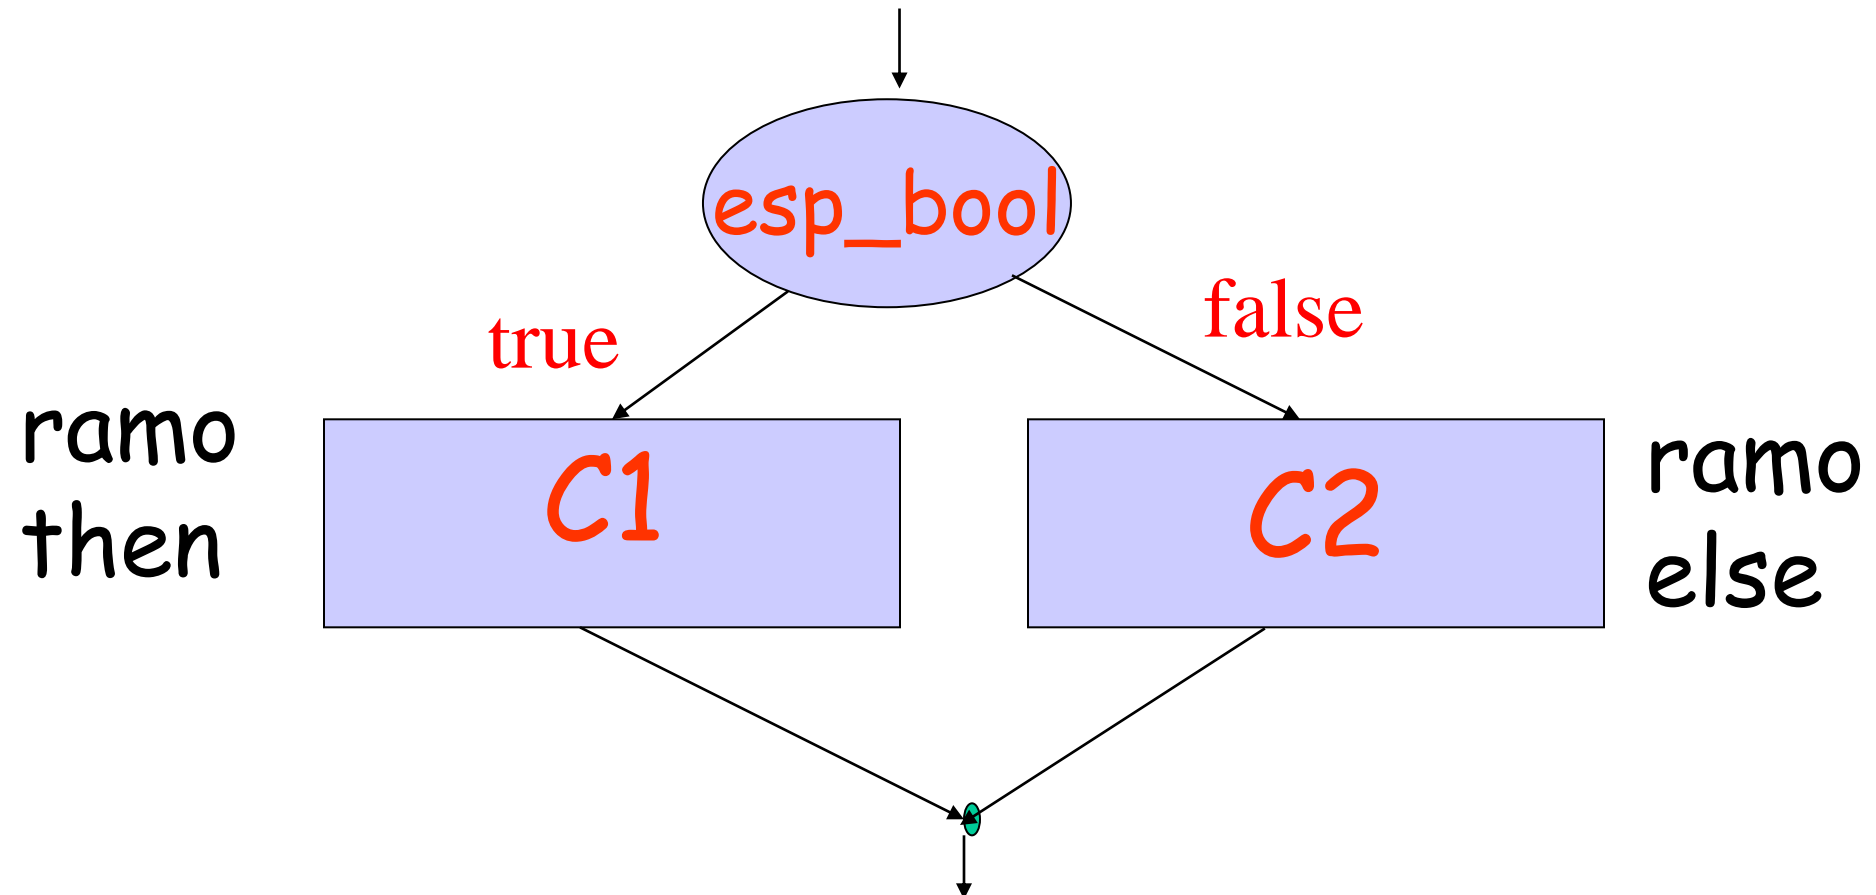 esp_bool
true
false
ramo
then
C1
C2
ramo
else